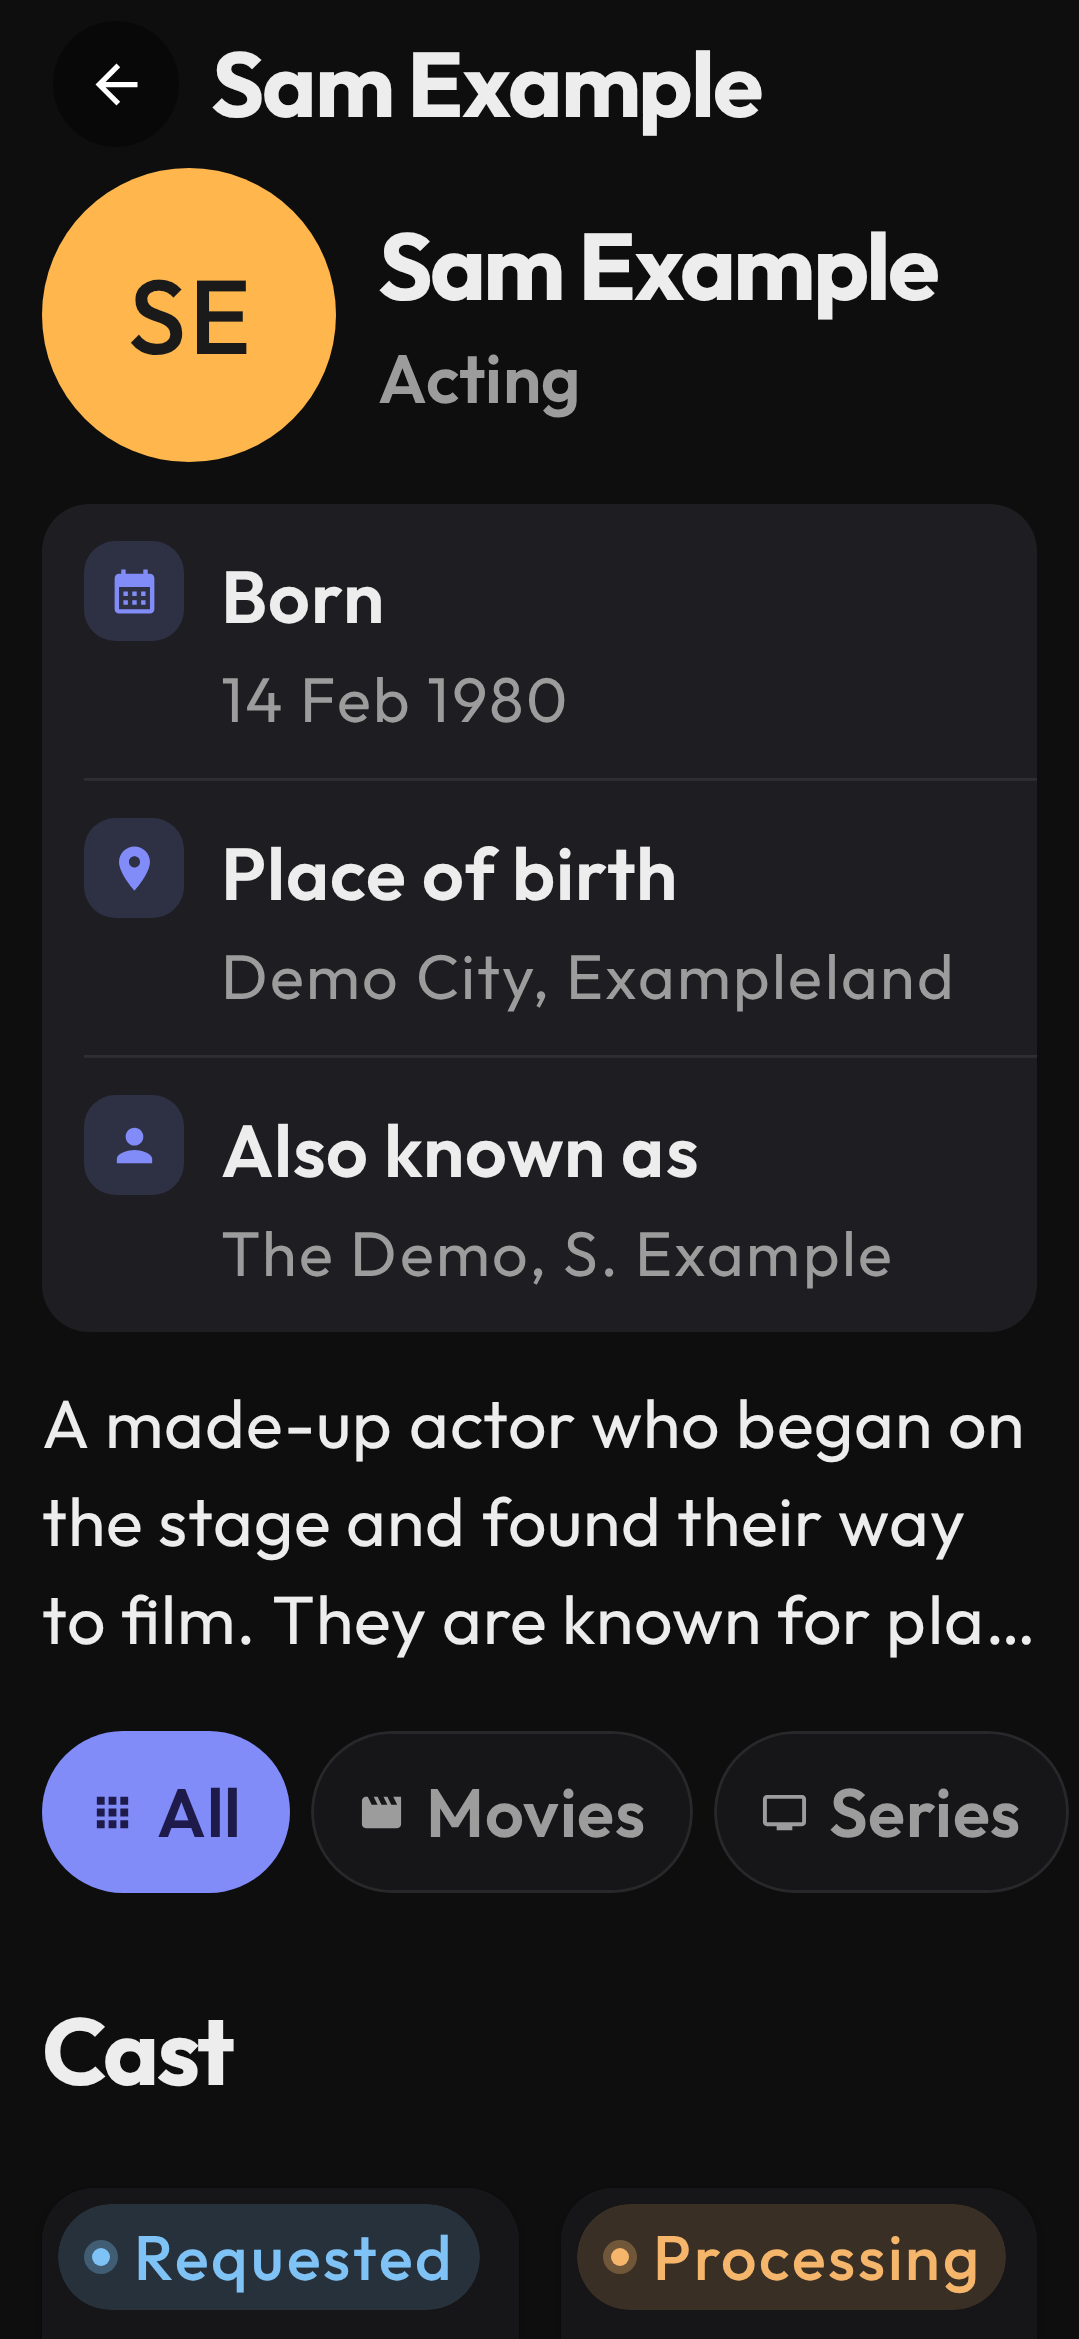 Sam Example
SE
Sam Example
Acting
Born
14 Feb 1980
Place of birth
Demo City, Exampleland
Also known as
The Demo, S. Example
A made-up actor who began on
the stage and found their way
to film. They are known for pla...
All
Movies
Series
Cast
Requested
Processing